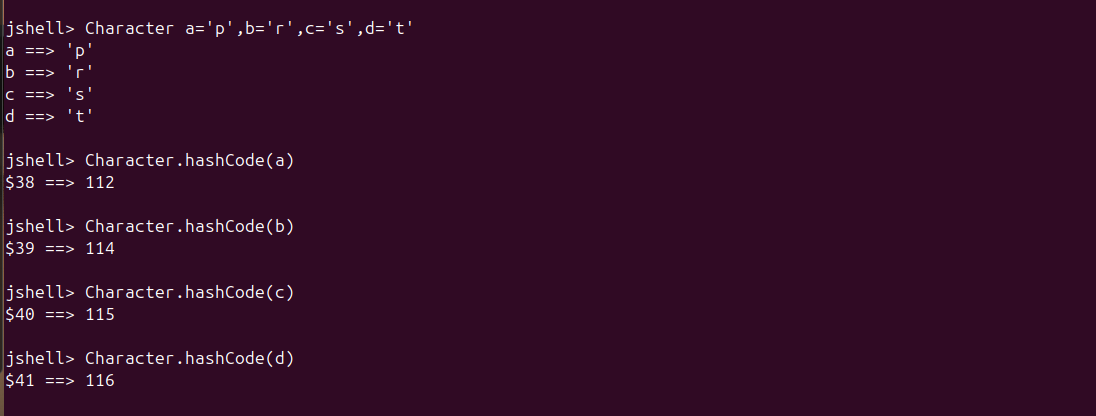 jshell> Character a='p',b='r',c='s',d='t'
a ==> 'p'
b ==> 'r'
c ==> 's'
d ==> 't'
jshell> Character.hashCode(a)
$38 ==> 112
jshell> Character.hashCode(b)
$39 ==> 114
jshell> Character.hashCode(c)
$40 ==> 115
jshell> Character.hashCode(d)
$41 ==> 116